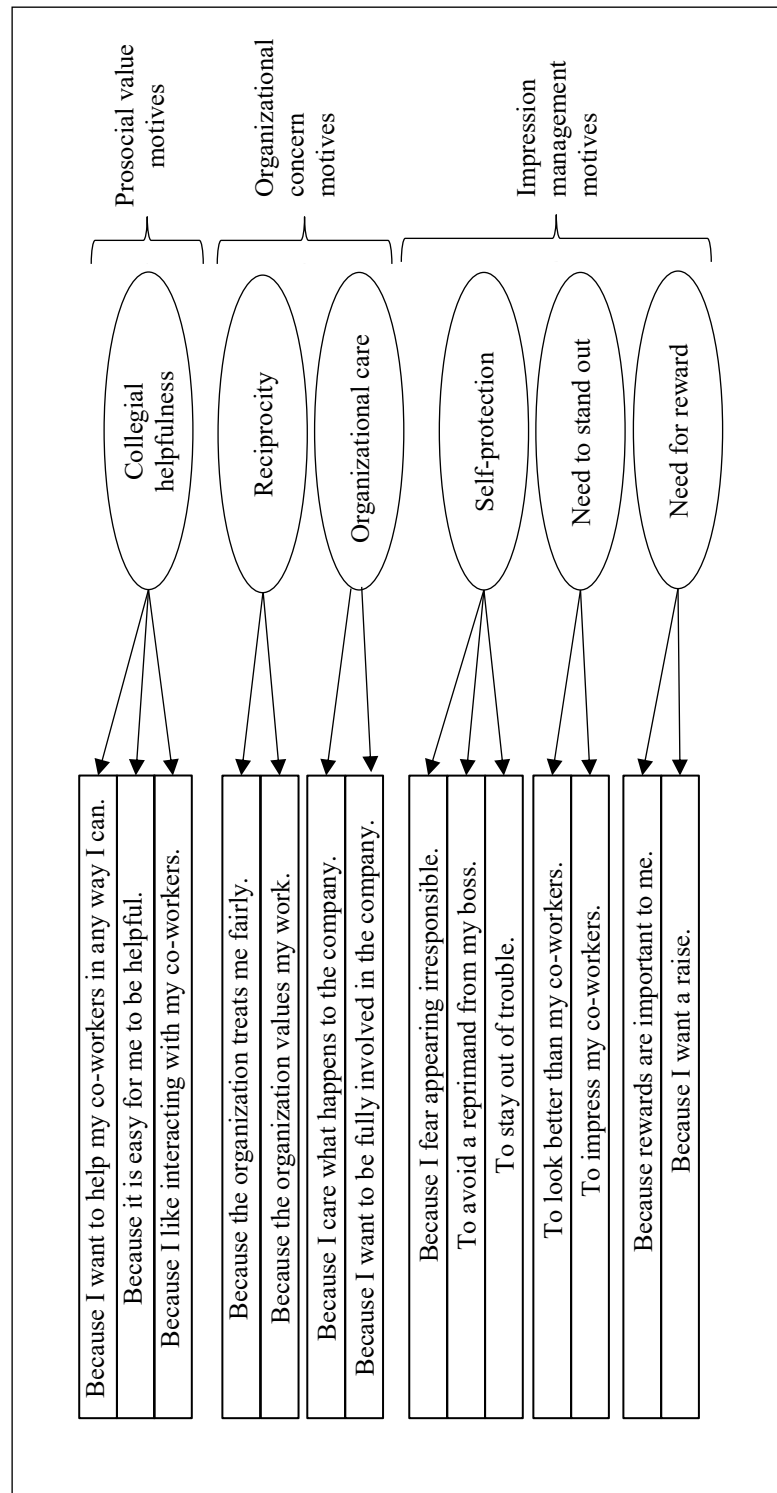 Because I want to help my co-workers in any way I can.
Because it is easy for me to be helpful.
Because I like interacting with my co-workers.
Because the organization treats me fairly.
Because the organization values my work.
Because I care what happens to the company.
Because I want to be fully involved in the company.
Because I fear appearing irresponsible.
To avoid a reprimand from my boss.
To stay out of trouble.
To look better than my co-workers.
To impress my co-workers.
Because rewards are important to me.
Because I want a raise.
Collegial
helpfulness
Reciprocity
Organizational care
Self-protection
Need to stand out
Need for reward
Prosocial value
motives
Organizational
concern
motives
Impression
management
motives